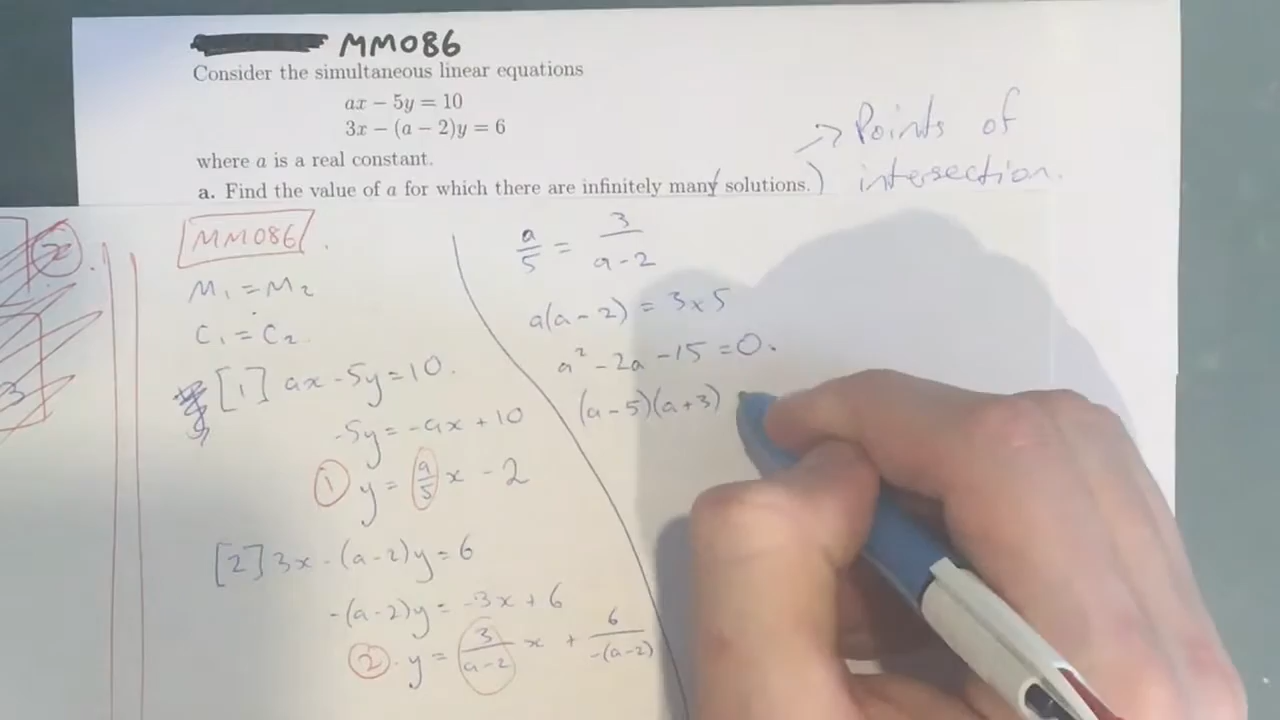 MM086
Consider the simultaneous linear equations
ax − 5y = 10
3x − (a − 2)y = 6
where a is a real constant.
a. Find the value of a for which there are infinitely many solutions.)
→ Points of
intersection.
2
3
MM086
M₁ = M₂
C₁ = C₂
[1] ax - 5y = 10.
-5y = -ax + 10
① y = a/5 x - 2
[2] 3x - (a-2)y = 6
-(a-2)y = -3x + 6
② . y = 3/(a-2) x + 6/-(a-2)
a/5 = 3/(a-2)
a(a-2) = 3x5
a² - 2a - 15 = 0.
(a-5)(a+3)